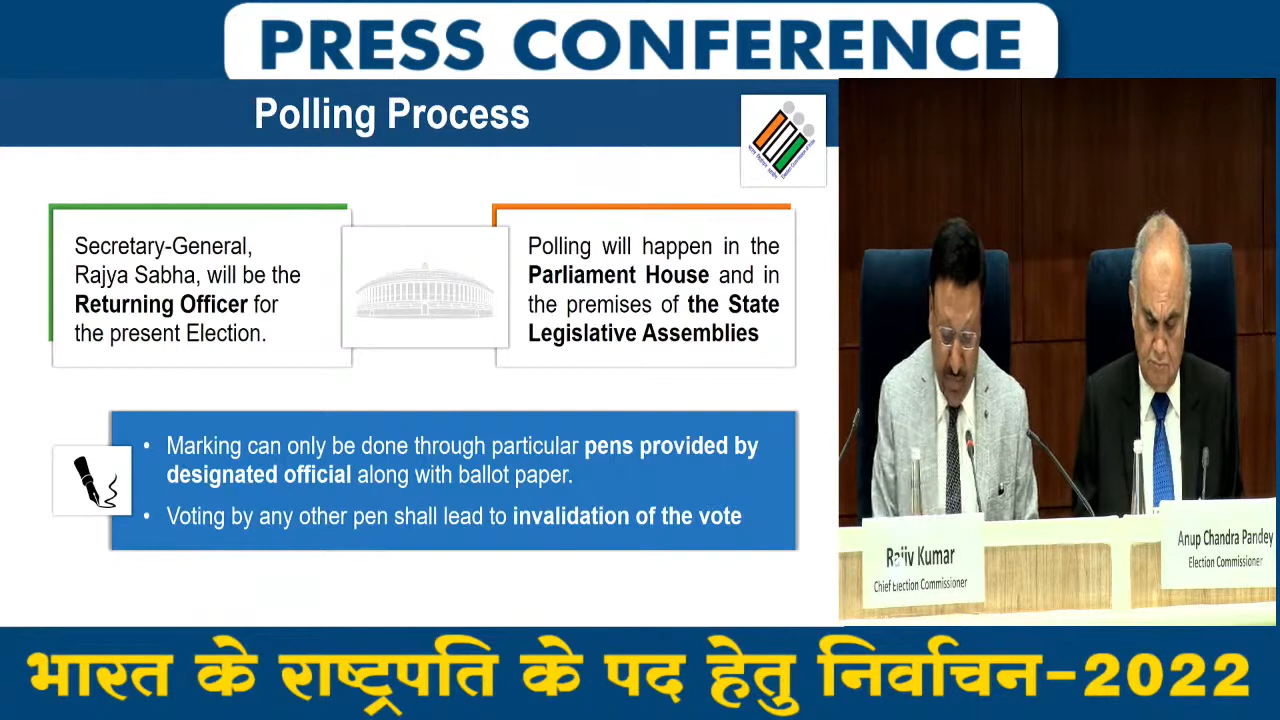 PRESS CONFERENCE
Polling Process
Secretary-General,
Rajya Sabha, will be the
Returning Officer for
the present Election.
Polling will happen in the
Parliament House and in
the premises of the State
Legislative Assemblies
• Marking can only be done through particular pens provided by
designated official along with ballot paper.
• Voting by any other pen shall lead to invalidation of the vote
Rajiv Kumar
Chief Election Commissioner
Anup Chandra Pandey
Election Commissioner
भारत के राष्ट्रपति के पद हेतु निर्वाचन-2022